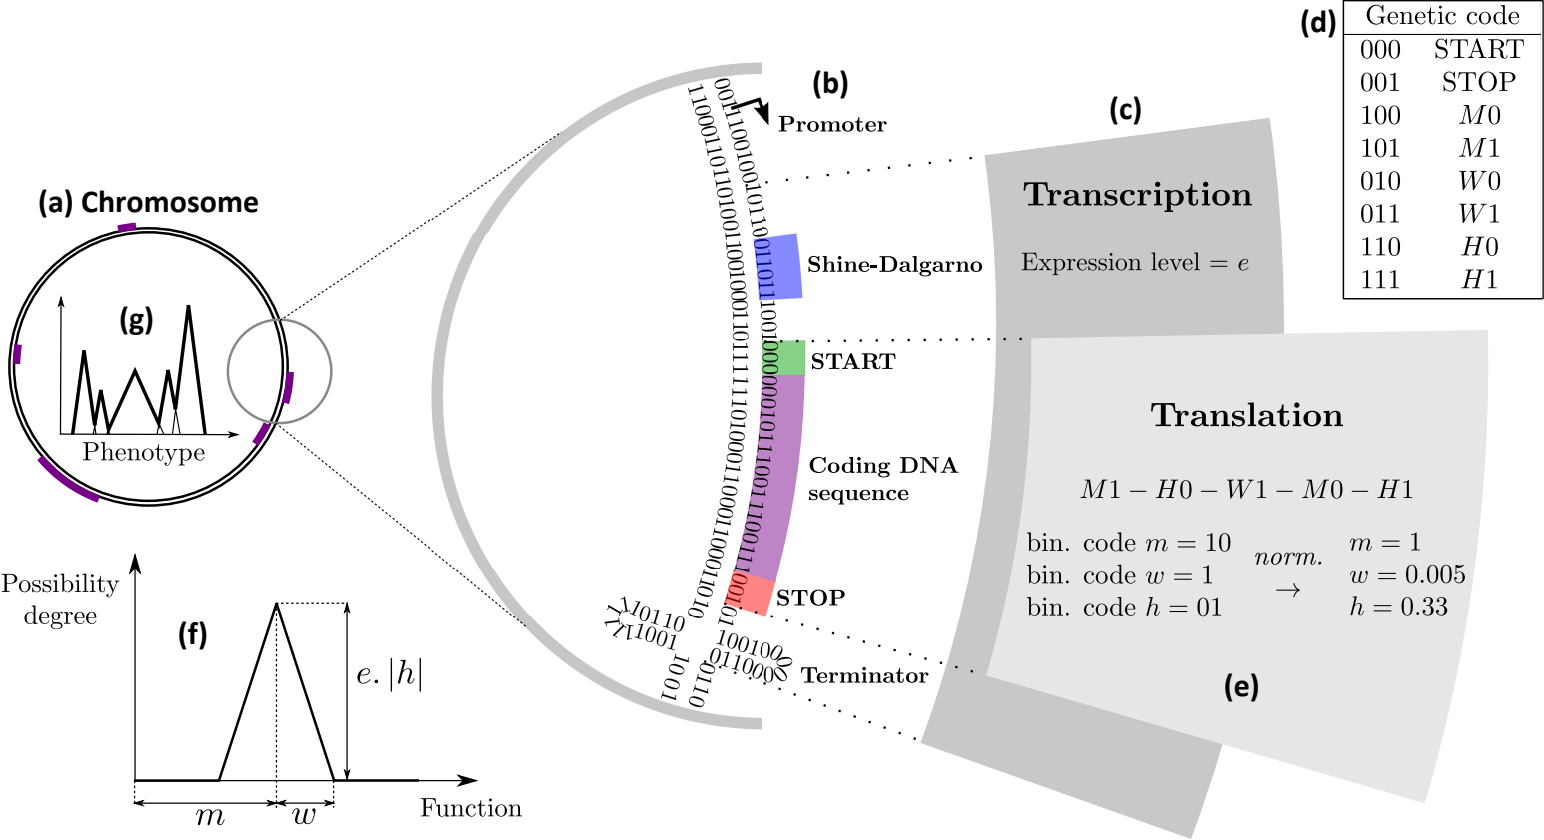 (a) Chromosome
(g)
Phenotype
Possibility
degree
(f)
e. |h|
m
w
Function
(b)
Promoter
Shine-Dalgarno
START
Coding DNA
sequence
STOP
Terminator
(c)
Transcription
Expression level = e
Translation
M1 − H0 − W1 − M0 − H1
bin. code m = 10
bin. code w = 1
bin. code h = 01
norm.
→
m = 1
w = 0.005
h = 0.33
(e)
(d)
Genetic code
000 START
001 STOP
100 M0
101 M1
010 W0
011 W1
110 H0
111 H1